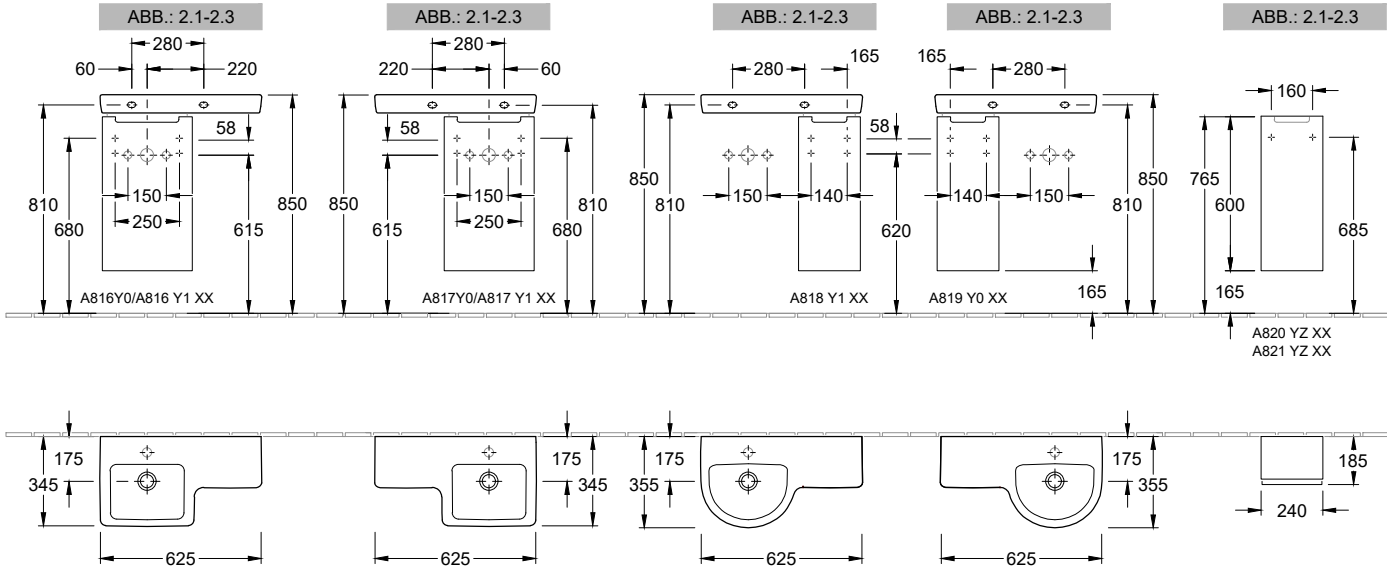 ABB.: 2.1-2.3 ABB.: 2.1-2.3 ABB.: 2.1-2.3 ABB.: 2.1-2.3 ABB.: 2.1-2.3
280 280 165 165
60 220 220 60 280 280 160
58 58 58
150 150 150 140 140 150
810 850 850 810 850 810 810 850 765 600
250 250
680 615 615 680 620 685
A816Y0/A816 Y1 XX A817Y0/A817 Y1 XX A818 Y1 XX A819 Y0 XX 165 165
A820 YZ XX
A821 YZ XX
175 175 175 175 185
345 345 355 355
240
625 625 625 625